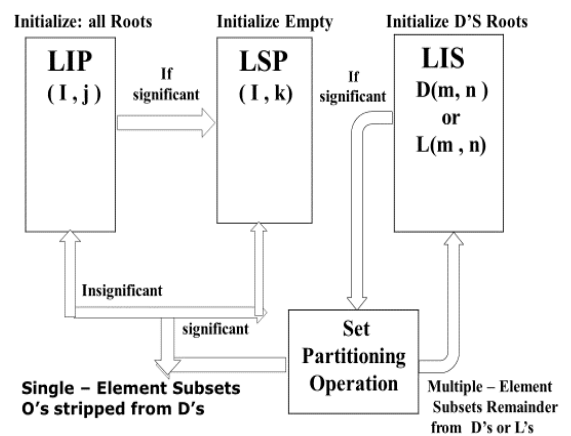 Initialize: all Roots
Initialize Empty
Initialize D'S Roots
LIP
( I , j )
If
significant
LSP
( I , k)
If
significant
LIS
D(m, n )
or
L(m , n)
Insignificant
significant
Set
Partitioning
Operation
Single – Element Subsets
O's stripped from D's
Multiple – Element
Subsets Remainder
from D's or L's